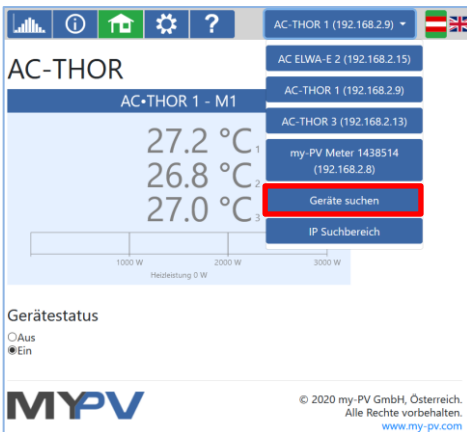 ?
AC-THOR 1 (192.168.2.9)
AC-THOR
AC•THOR 1 - M1
27.2 °C 1
26.8 °C 2
27.0 °C 3
1000 W 2000 W 3000 W
Heizleistung 0 W
AC ELWA-E 2 (192.168.2.15)
AC-THOR 1 (192.168.2.9)
AC-THOR 3 (192.168.2.13)
my-PV Meter 1438514
(192.168.2.8)
Geräte suchen
IP Suchbereich
Gerätestatus
Aus
Ein
MYPV
© 2020 my-PV GmbH, Österreich.
Alle Rechte vorbehalten.
www.my-pv.com